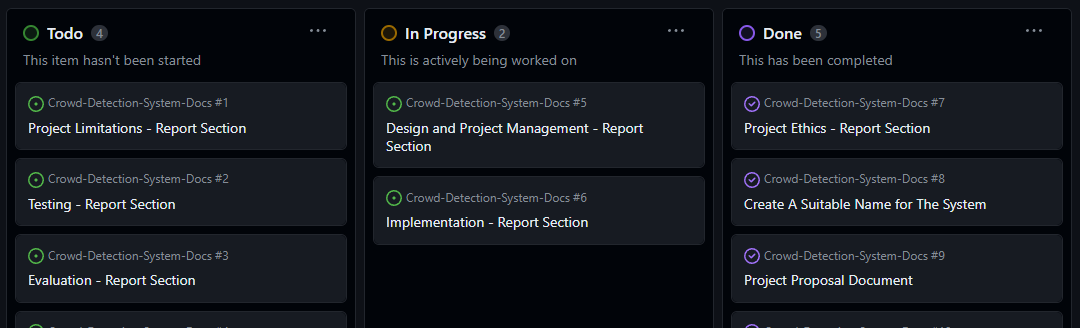 Todo 4
This item hasn't been started
Crowd-Detection-System-Docs #1
Project Limitations - Report Section
Crowd-Detection-System-Docs #2
Testing - Report Section
Crowd-Detection-System-Docs #3
Evaluation - Report Section
In Progress 2
This is actively being worked on
Crowd-Detection-System-Docs #5
Design and Project Management - Report
Section
Crowd-Detection-System-Docs #6
Implementation - Report Section
Done 5
This has been completed
Crowd-Detection-System-Docs #7
Project Ethics - Report Section
Crowd-Detection-System-Docs #8
Create A Suitable Name for The System
Crowd-Detection-System-Docs #9
Project Proposal Document